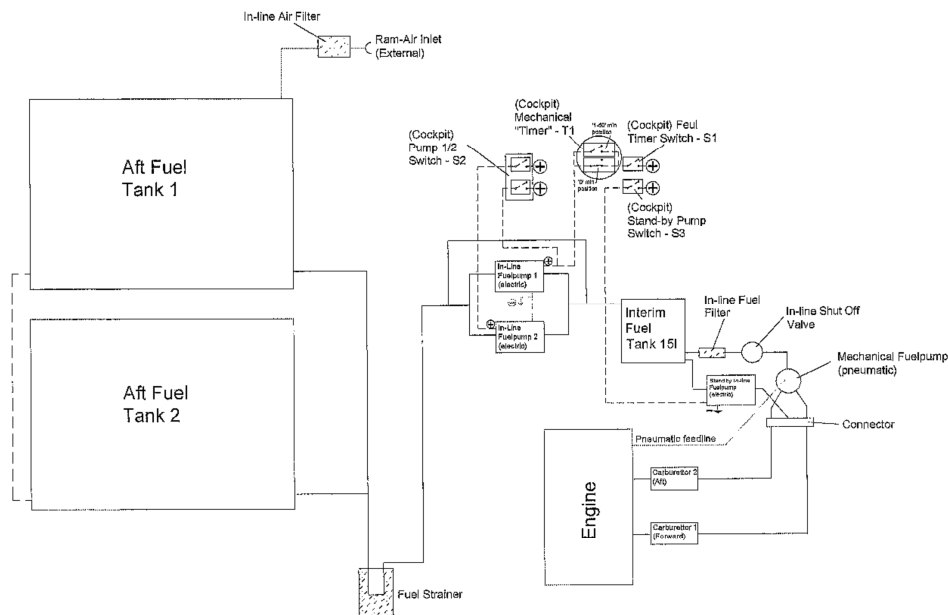 In-line Air Filter
Ram-Air Inlet
(External)
Aft Fuel
Tank 1
(Cockpit)
Pump 1/2
Switch - S2
(Cockpit)
Mechanical
"Timer" - T1
position
(Cockpit) Feul
Timer Switch - S1
position
(Cockpit)
Stand-by Pump
Switch - S3
In-Line
Fuelpump 1
(electric)
In-Line
Fuelpump 2
(electric)
Aft Fuel
Tank 2
Interim
Fuel
Tank 15l
In-line Fuel
Filter
In-line Shut Off
Valve
Mechanical Fuelpump
(pneumatic)
Stand-by In-line
Fuelpump
(electric)
Connector
Pneumatic feedline
Engine
Carburettor 2
(Aft)
Carburettor 1
(Forward)
Fuel Strainer